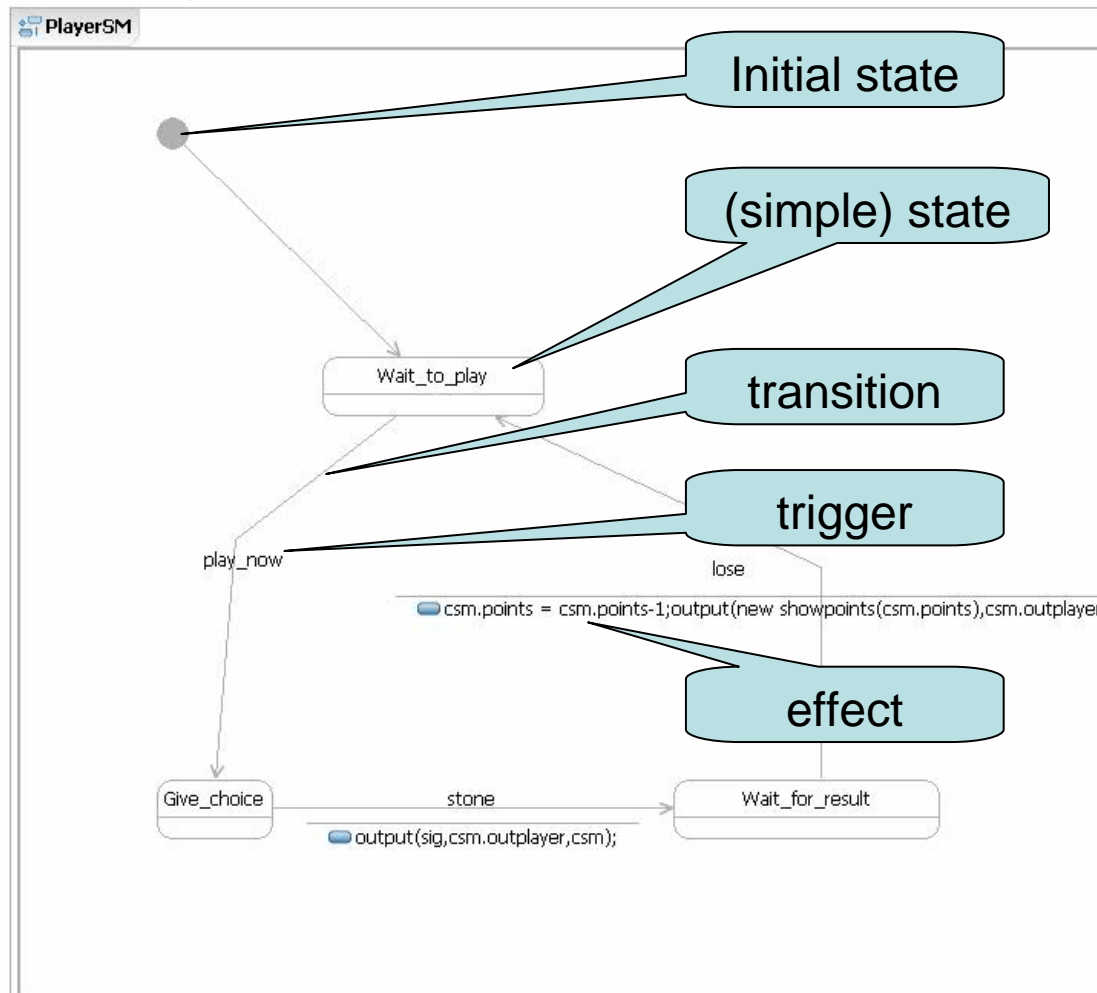 PlayerSM
Initial state
(simple) state
Wait_to_play
transition
trigger
play_now
lose
csm.points = csm.points-1;output(new showpoints(csm.points),csm.outplayer
effect
Give_choice
stone
Wait_for_result
output(sig,csm.outplayer,csm);